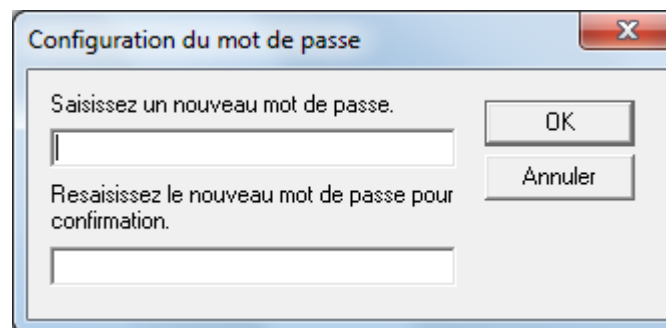 Configuration du mot de passe
Saisissez un nouveau mot de passe.
OK
Annuler
Resaisissez le nouveau mot de passe pour
confirmation.